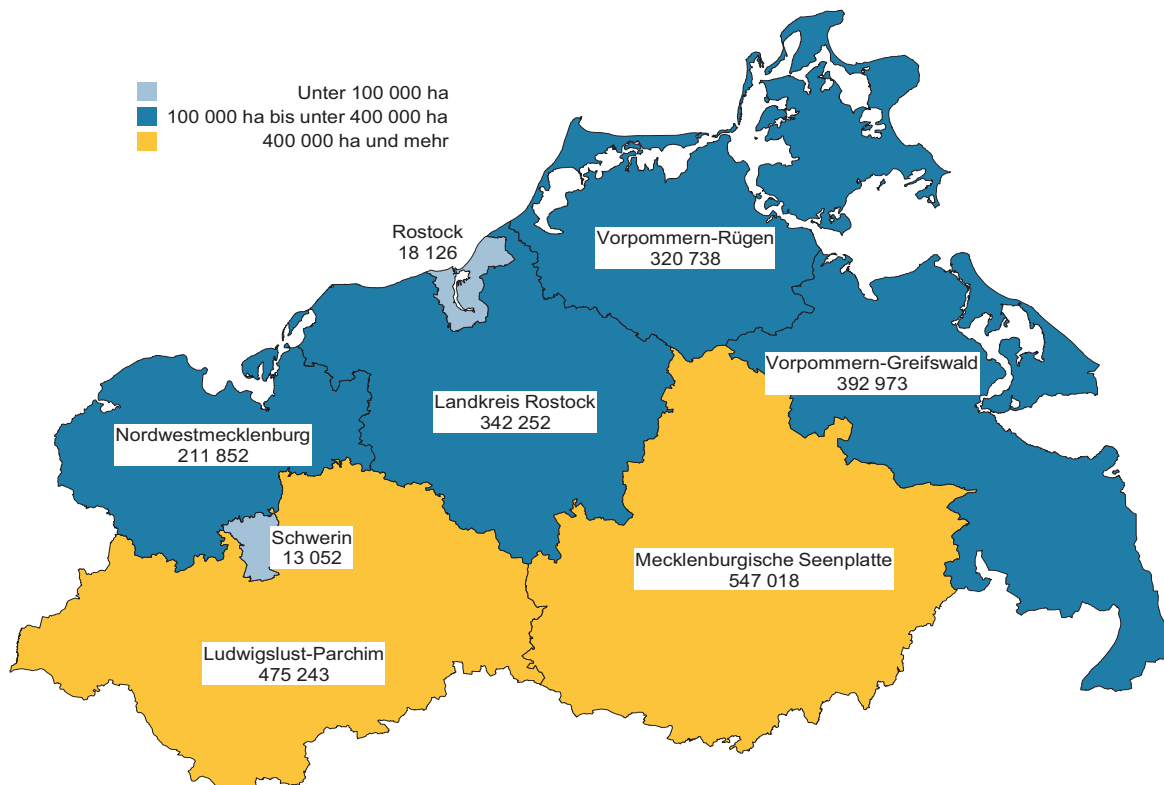 Unter 100 000 ha
100 000 ha bis unter 400 000 ha
400 000 ha und mehr
Rostock
18 126
Vorpommern-Rügen
320 738
Vorpommern-Greifswald
392 973
Landkreis Rostock
342 252
Nordwestmecklenburg
211 852
Schwerin
13 052
Mecklenburgische Seenplatte
547 018
Ludwigslust-Parchim
475 243